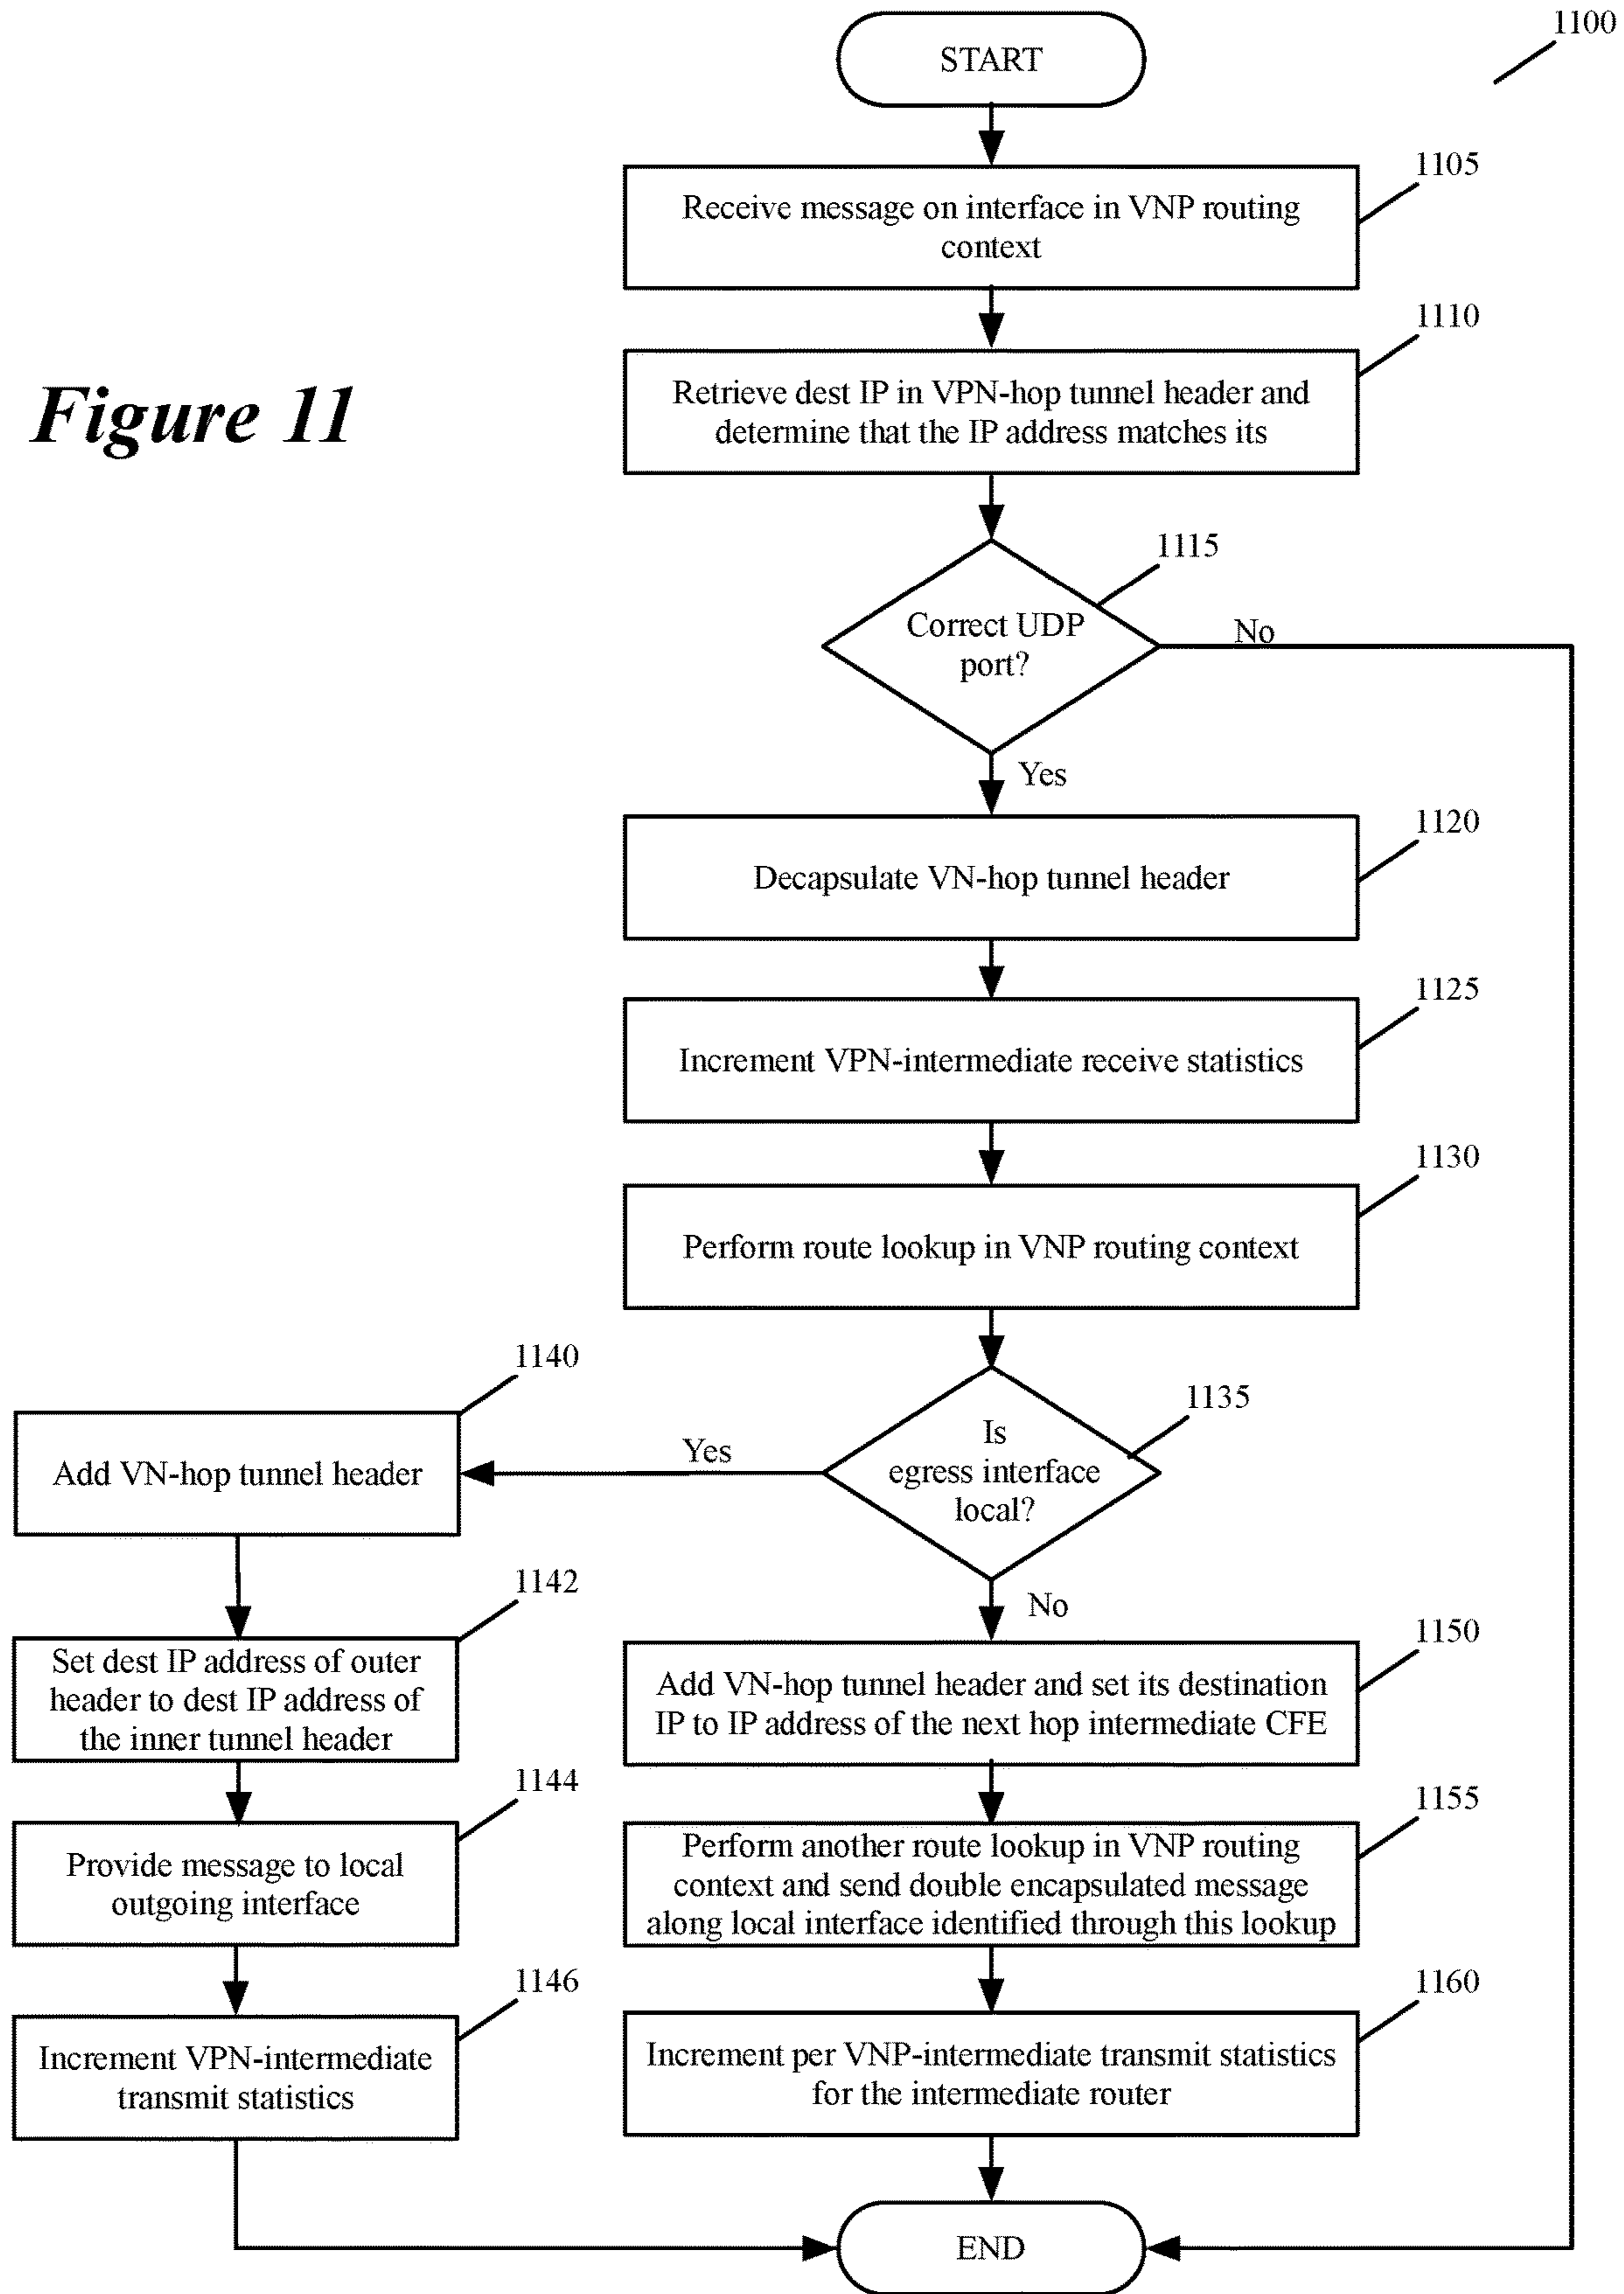 1100
START
1105
Receive message on interface in VNP routing
context
1110
Retrieve dest IP in VPN-hop tunnel header and
determine that the IP address matches its
Figure 11
1115
Correct UDP
port?
No
Yes
1120
Decapsulate VN-hop tunnel header
1125
Increment VPN-intermediate receive statistics
1130
Perform route lookup in VNP routing context
1135
Is
egress interface
local?
Yes
1140
Add VN-hop tunnel header
1142
Set dest IP address of outer
header to dest IP address of
the inner tunnel header
1144
Provide message to local
outgoing interface
1146
Increment VPN-intermediate
transmit statistics
No
1150
Add VN-hop tunnel header and set its destination
IP to IP address of the next hop intermediate CFE
1155
Perform another route lookup in VNP routing
context and send double encapsulated message
along local interface identified through this lookup
1160
Increment per VNP-intermediate transmit statistics
for the intermediate router
END